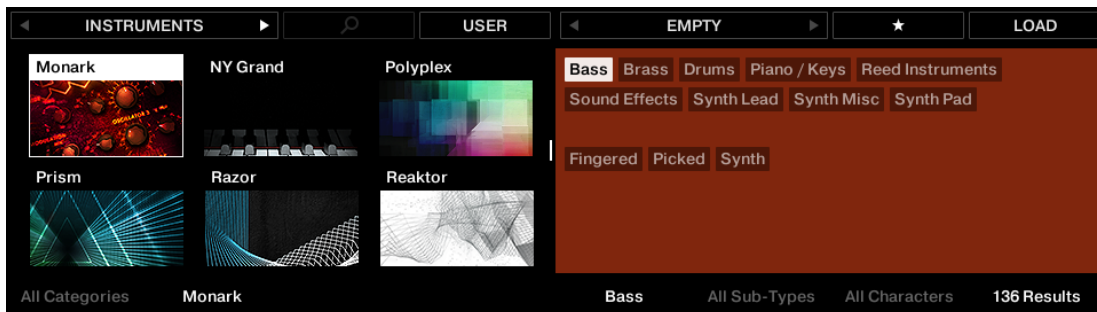 INSTRUMENTS USER EMPTY ★ LOAD
Monark NY Grand Polyplex
OSCILLATOR
Prism Razor Reaktor
Bass Brass Drums Piano / Keys Reed Instruments
Sound Effects Synth Lead Synth Misc Synth Pad
Fingered Picked Synth
All Categories Monark Bass All Sub-Types All Characters 136 Results